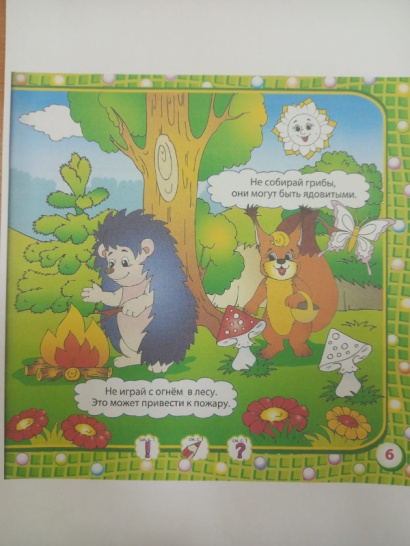 Не собирай грибы,
они могут быть ядовитыми.
Не играй с огнём в лесу.
Это может привести к пожару.
! ?
6